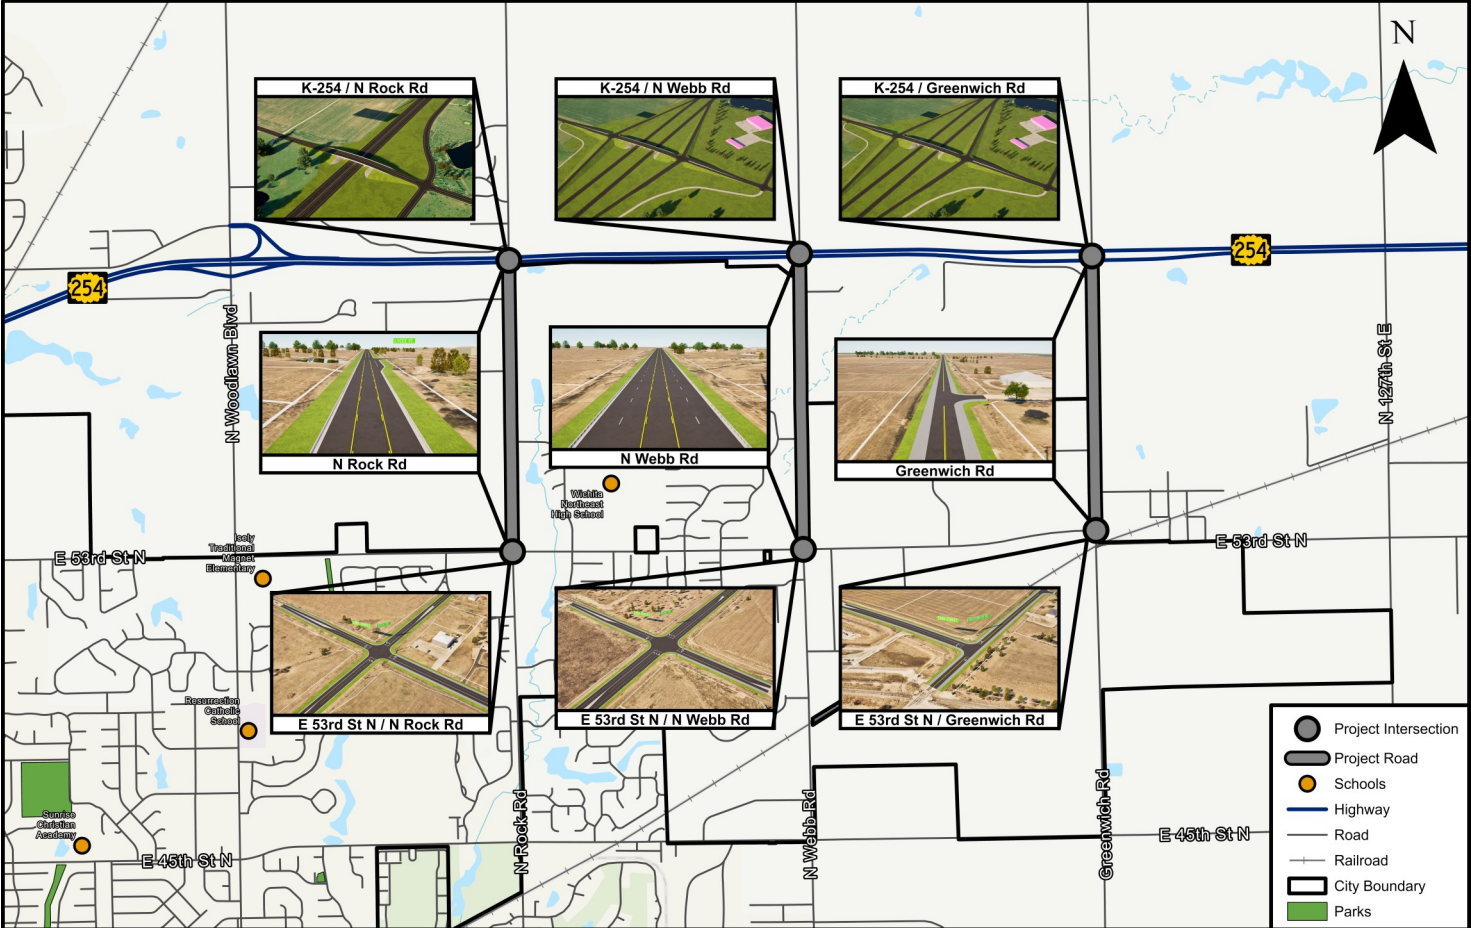 N
K-254 / N Rock Rd
K-254 / N Webb Rd
K-254 / Greenwich Rd
254
254
N Woodlawn Blvd
N 127th St E
N Rock Rd
N Webb Rd
Greenwich Rd
Wichita
Northeast
High School
Isely
Traditional
Magnet
Elementary
E 53rd St N
E 53rd St N
E 53rd St N / N Rock Rd
E 53rd St N / N Webb Rd
E 53rd St N / Greenwich Rd
Resurrection
Catholic
School
Sunrise
Christian
Academy
N Rock Rd
N Webb Rd
Greenwich Rd
E 45th St N
E 45th St N
Project Intersection
Project Road
Schools
Highway
Road
Railroad
City Boundary
Parks